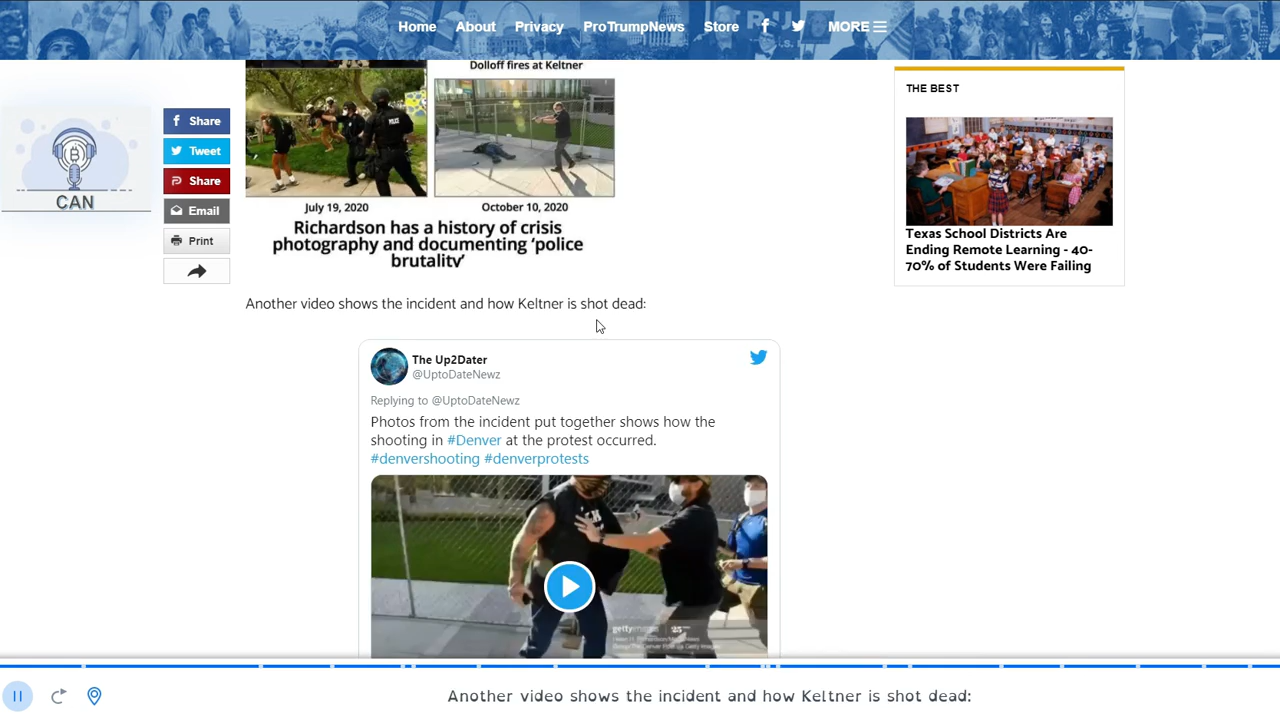 Home About Privacy ProTrumpNews Store MORE
Dolloff fires at Keltner
POLICE
July 19, 2020 October 10, 2020
Richardson has a history of crisis
photography and documenting 'police
brutality'
CAN
Share
Tweet
Share
Email
Print
Another video shows the incident and how Keltner is shot dead:
The Up2Dater
@UptoDateNewz
Replying to @UptoDateNewz
Photos from the incident put together shows how the
shooting in #Denver at the protest occurred.
#denvershooting #denverprotests
gettyimages
THE BEST
Texas School Districts Are
Ending Remote Learning - 40-
70% of Students Were Failing
Another video shows the incident and how Keltner is shot dead: